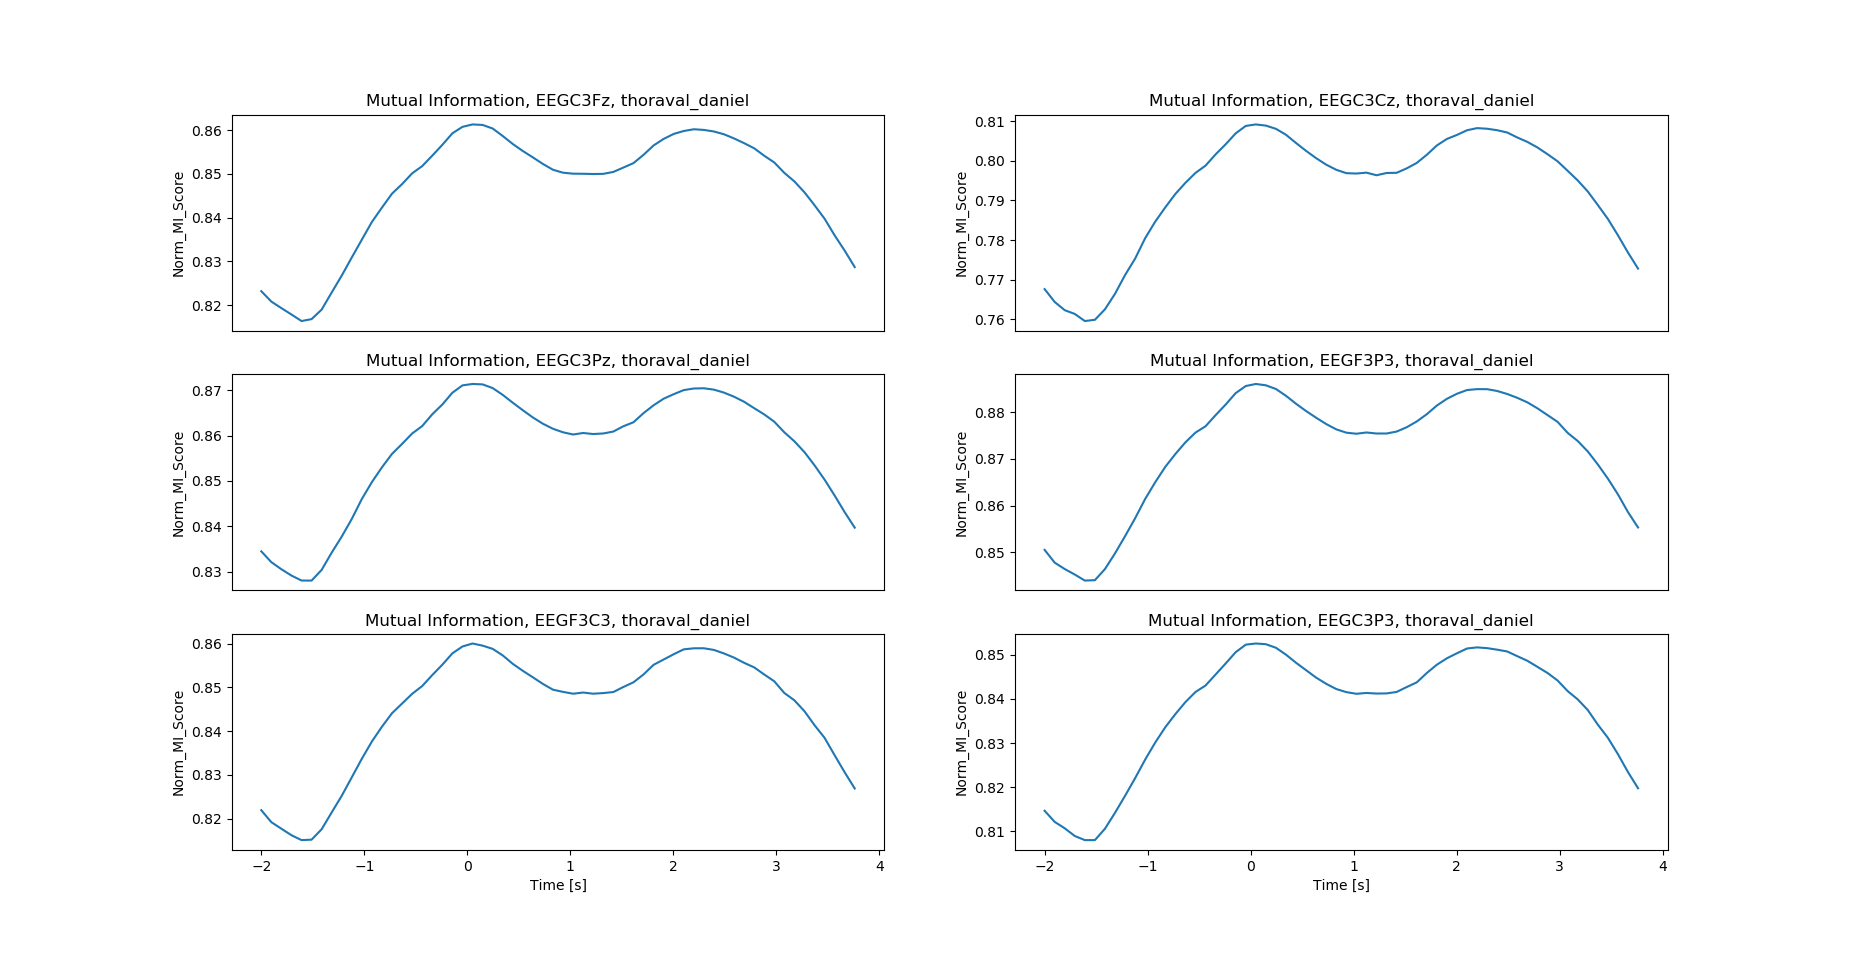 Mutual Information, EEGC3Fz, thoraval_daniel
Norm_MI_Score
0.86
0.85
0.84
0.83
0.82
Mutual Information, EEGC3Cz, thoraval_daniel
Norm_MI_Score
0.81
0.80
0.79
0.78
0.77
0.76
Mutual Information, EEGC3Pz, thoraval_daniel
Norm_MI_Score
0.87
0.86
0.85
0.84
0.83
Mutual Information, EEGF3P3, thoraval_daniel
Norm_MI_Score
0.88
0.87
0.86
0.85
Mutual Information, EEGF3C3, thoraval_daniel
Norm_MI_Score
0.86
0.85
0.84
0.83
0.82
−2 −1 0 1 2 3 4
Time [s]
Mutual Information, EEGC3P3, thoraval_daniel
Norm_MI_Score
0.85
0.84
0.83
0.82
0.81
−2 −1 0 1 2 3 4
Time [s]